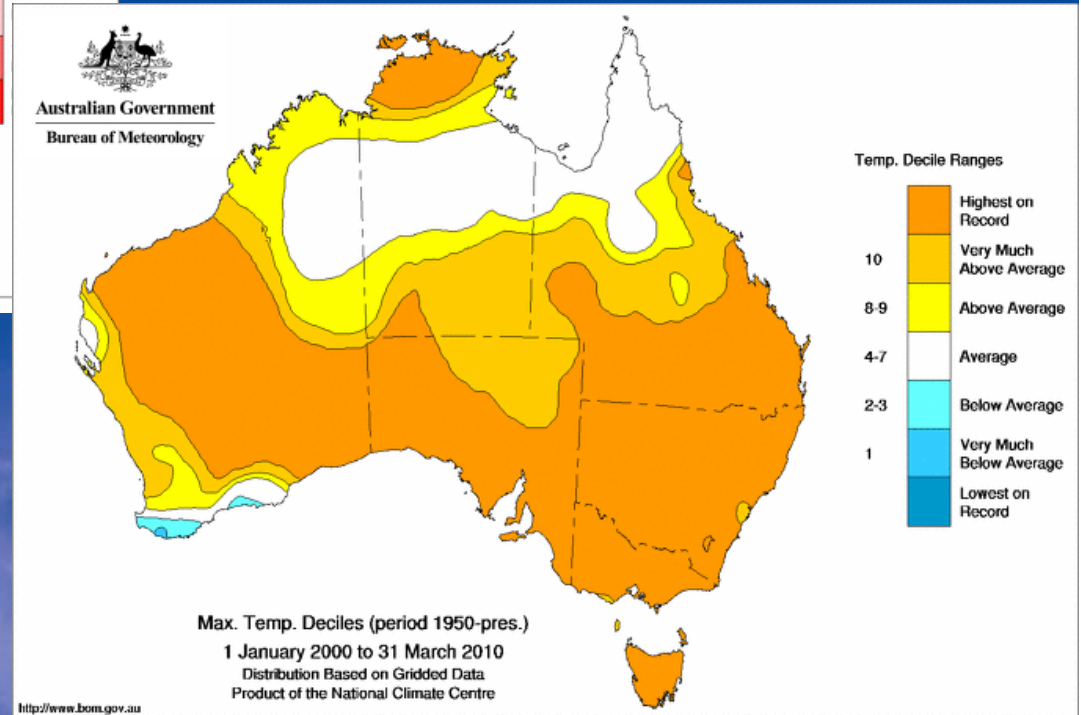 Australian Government
Bureau of Meteorology
Temp. Decile Ranges
Highest on
Record
10
Very Much
Above Average
8-9
Above Average
4-7
Average
2-3
Below Average
1
Very Much
Below Average
Lowest on
Record
Max. Temp. Deciles (period 1950-pres.)
1 January 2000 to 31 March 2010
Distribution Based on Gridded Data
Product of the National Climate Centre
http://www.bom.gov.au